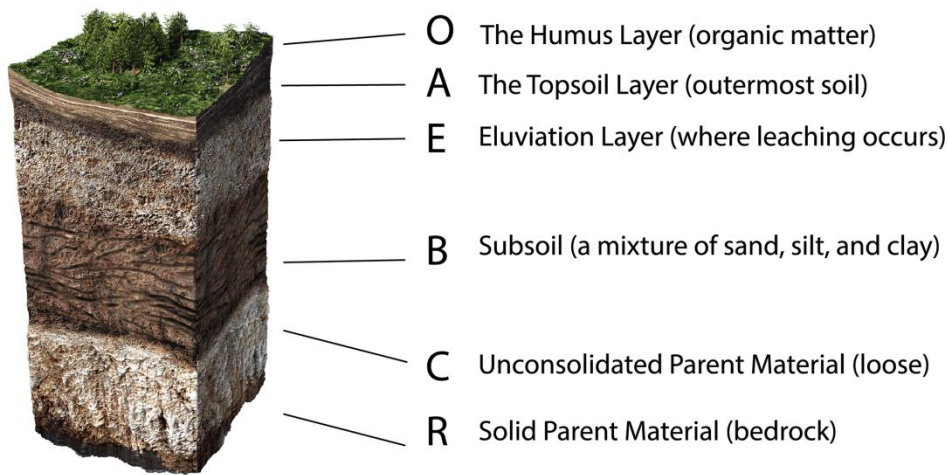 O The Humus Layer (organic matter)
A The Topsoil Layer (outermost soil)
E Eluviation Layer (where leaching occurs)
B Subsoil (a mixture of sand, silt, and clay)
C Unconsolidated Parent Material (loose)
R Solid Parent Material (bedrock)